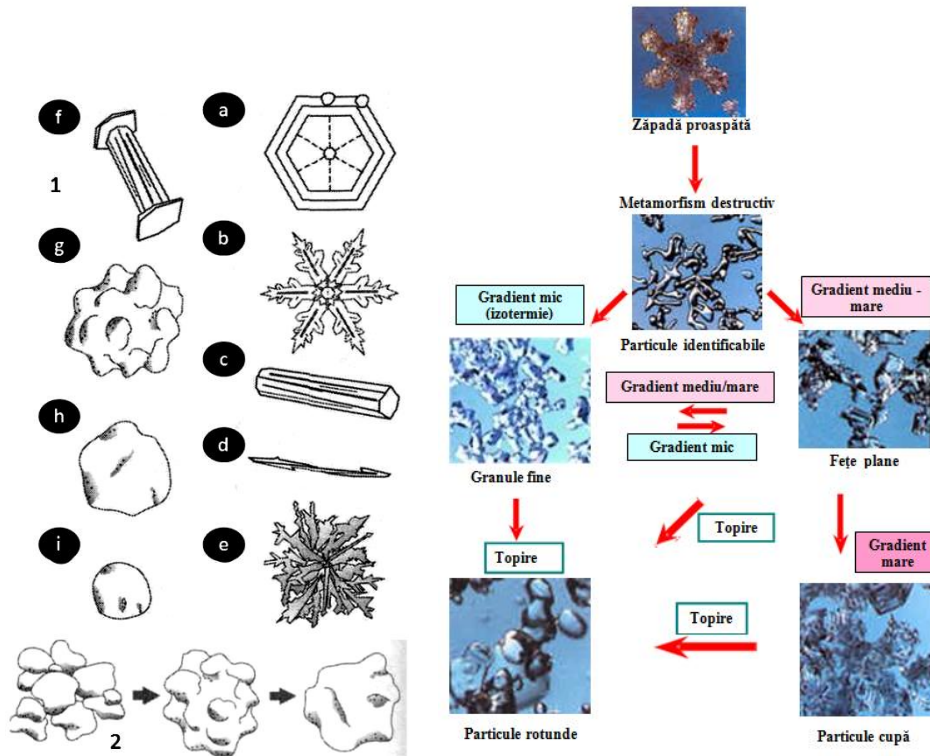 f
a
1
g
b
c
h
d
i
e
2
Zăpadă proaspătă
Metamorfism destructiv
Gradient mic
(izotermie)
Gradient mediu -
mare
Particule identificabile
Gradient mediu/mare
Gradient mic
Granule fine
Fețe plane
Topire
Topire
Gradient
mare
Topire
Particule rotunde
Particule cupă